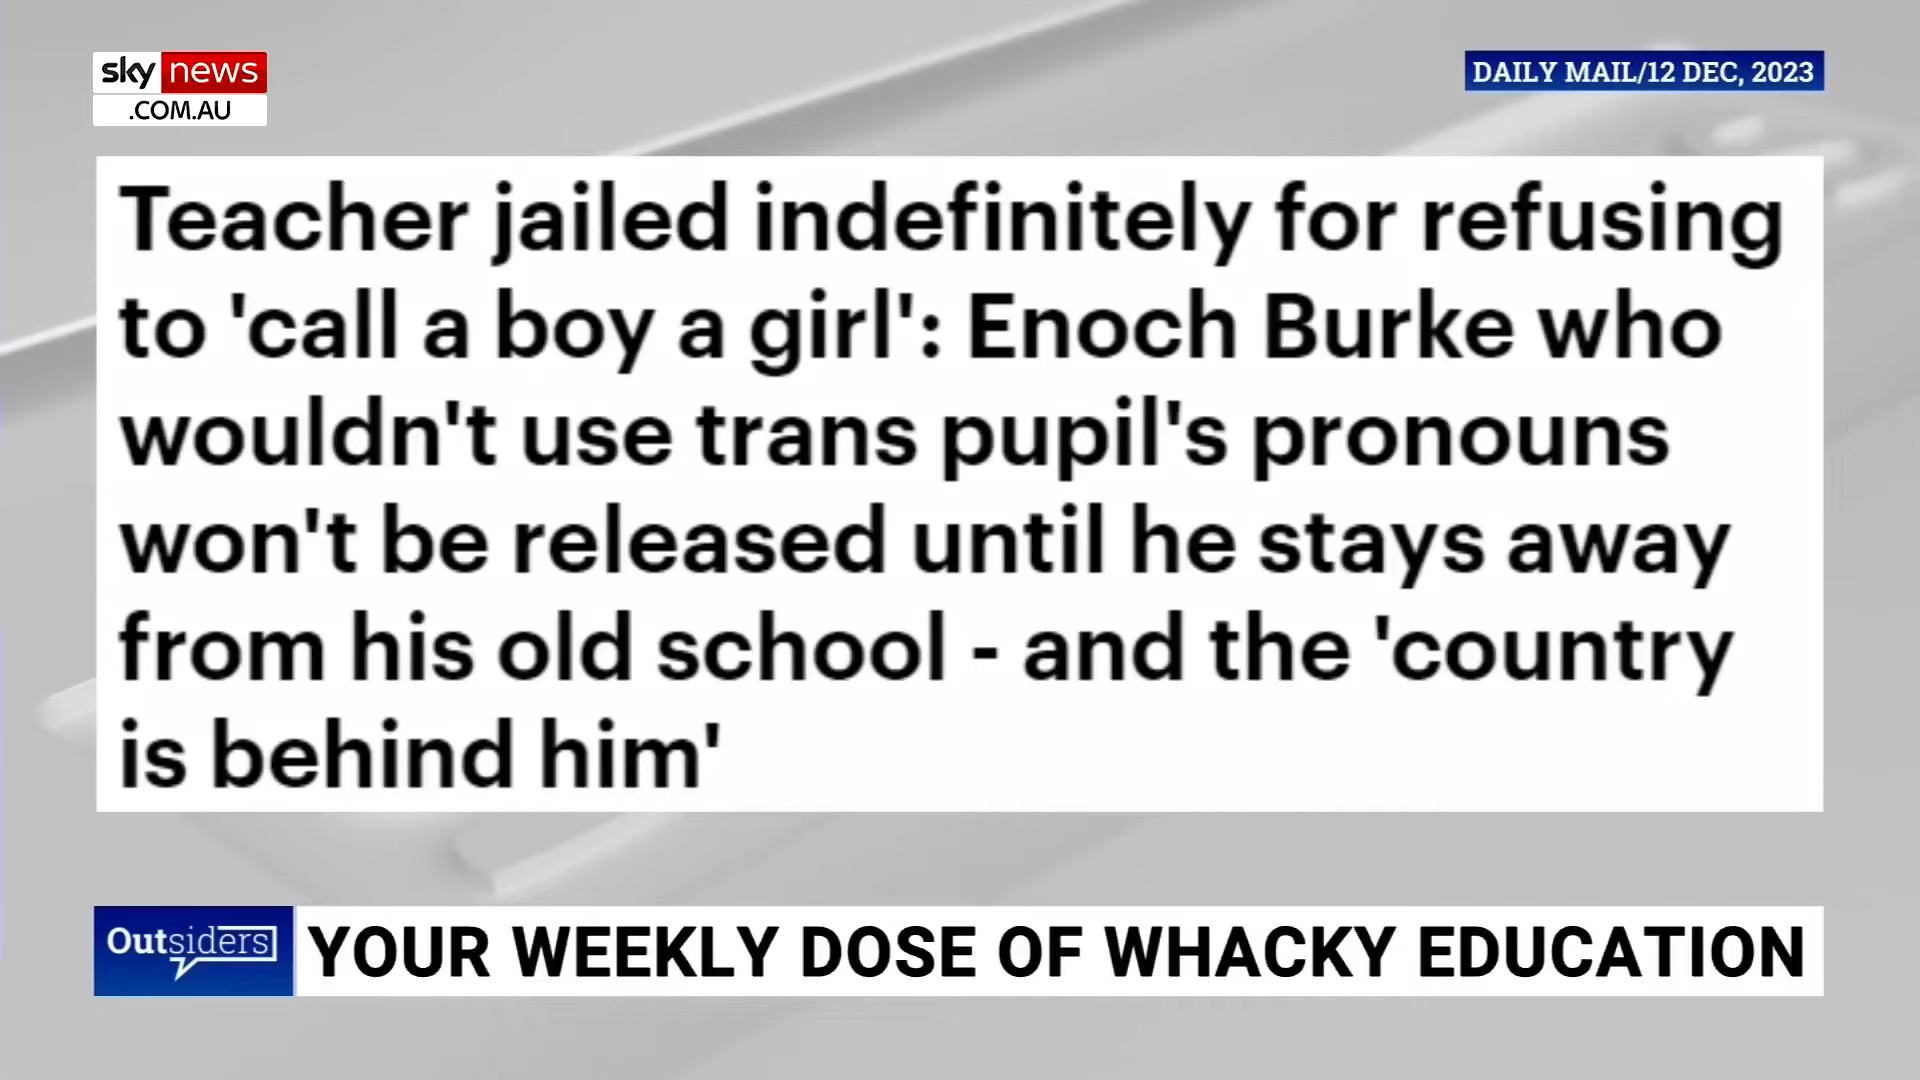 sky news
.COM.AU
DAILY MAIL/12 DEC, 2023
Teacher jailed indefinitely for refusing
to 'call a boy a girl': Enoch Burke who
wouldn't use trans pupil's pronouns
won't be released until he stays away
from his old school - and the 'country
is behind him'
Outsiders
YOUR WEEKLY DOSE OF WHACKY EDUCATION